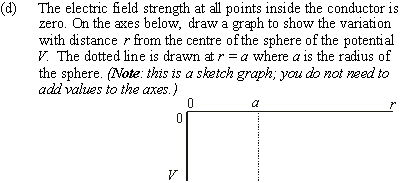 (d) The electric field strength at all points inside the conductor is
zero. On the axes below, draw a graph to show the variation
with distance r from the centre of the sphere of the potential
V. The dotted line is drawn at r = a where a is the radius of
the sphere. (Note: this is a sketch graph; you do not need to
add values to the axes.)
0 a r
0
V